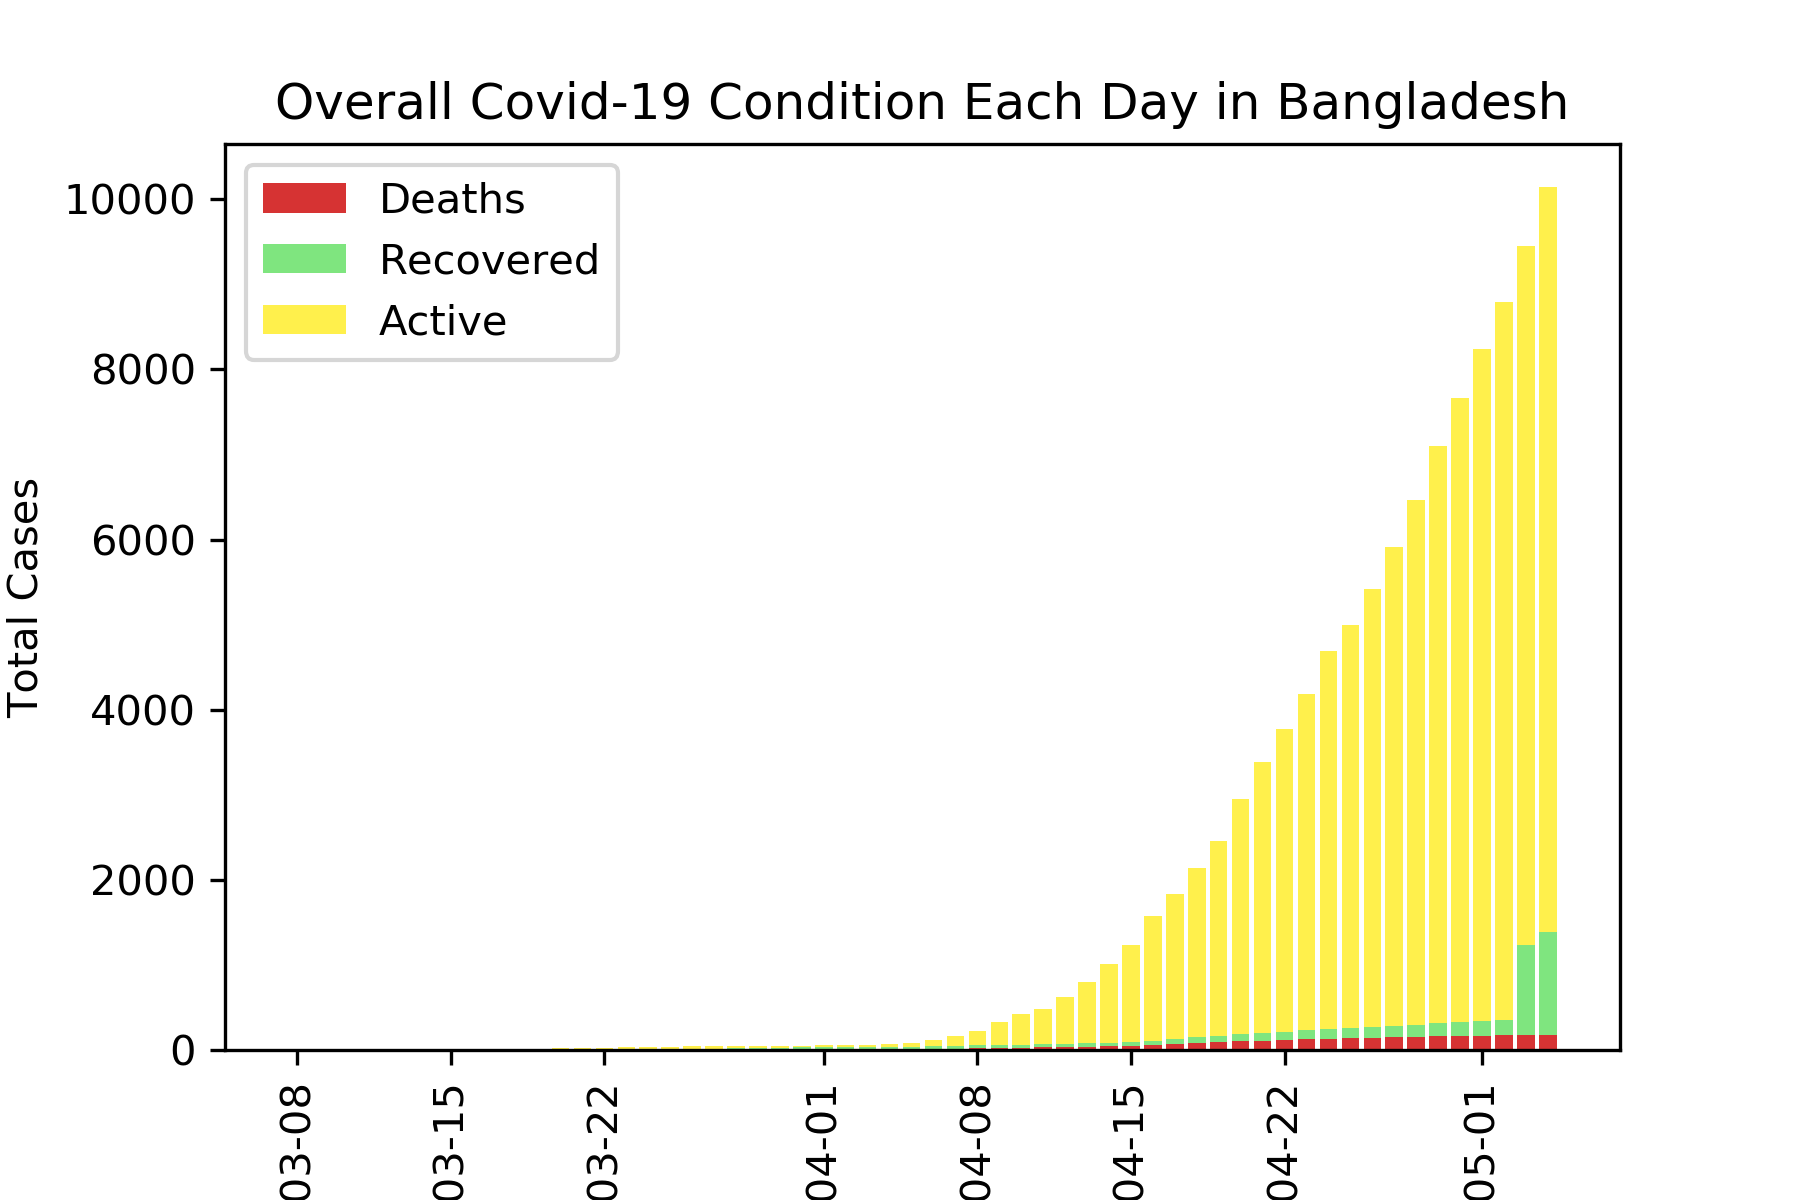 Overall Covid-19 Condition Each Day in Bangladesh
Deaths
Recovered
Active
10000
8000
6000
4000
2000
0
Total Cases
03-08
03-15
03-22
04-01
04-08
04-15
04-22
05-01